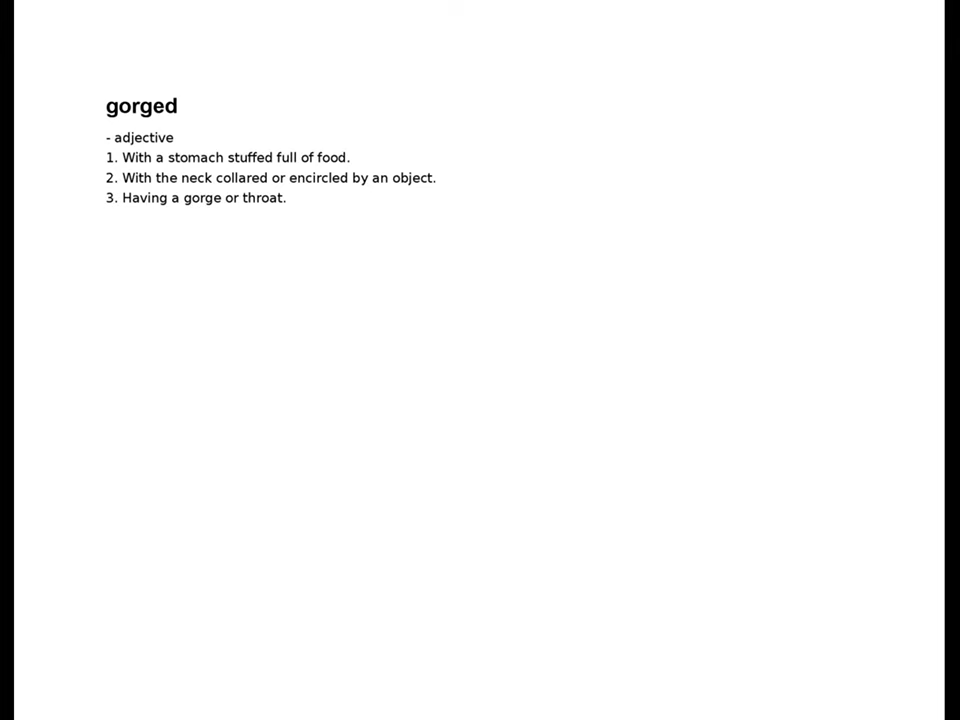 gorged
- adjective
1. With a stomach stuffed full of food.
2. With the neck collared or encircled by an object.
3. Having a gorge or throat.